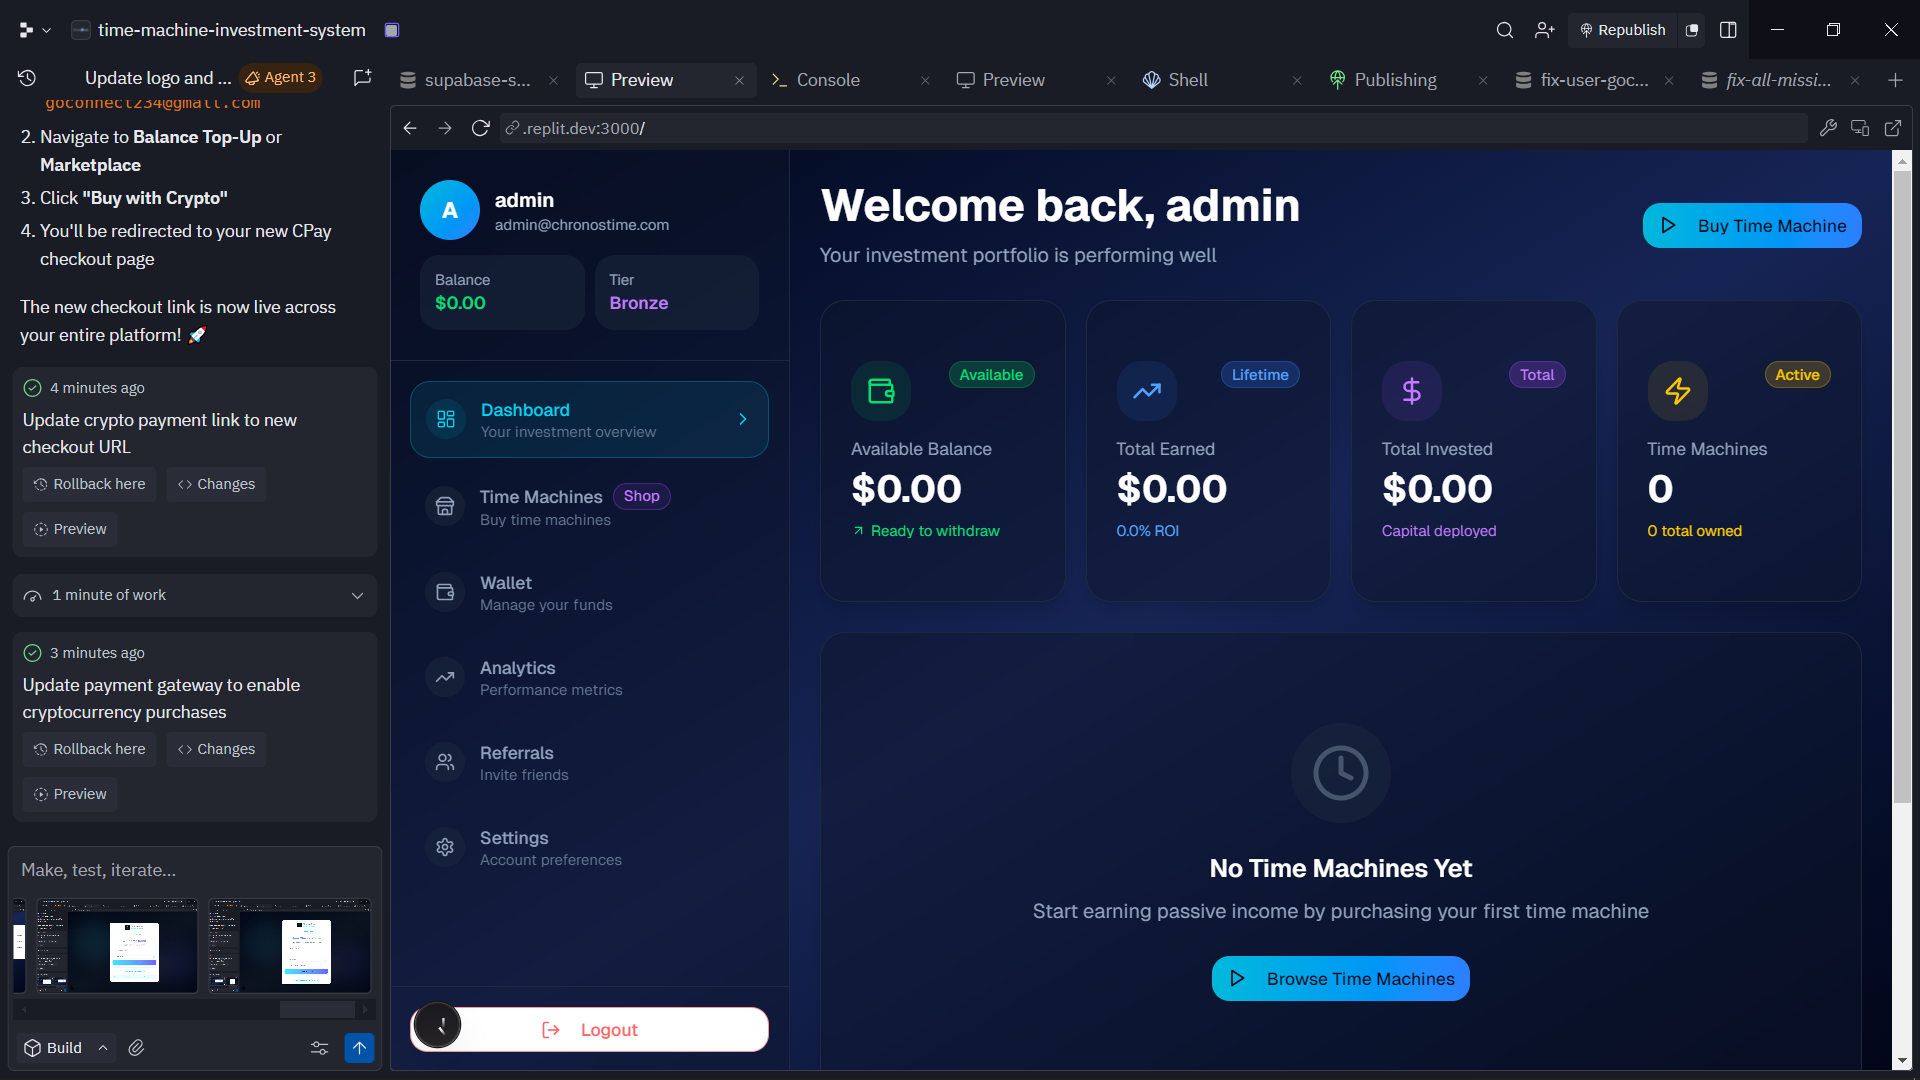 time-machine-investment-system
Republish
Update logo and ...
Agent 3
supabase-s...
Preview
Console
Preview
Shell
Publishing
fix-user-goc...
fix-all-missi...
.replit.dev:3000/
goconnect234@gmail.com
2. Navigate to Balance Top-Up or
Marketplace
3. Click "Buy with Crypto"
4. You'll be redirected to your new CPay
checkout page
The new checkout link is now live across
your entire platform! 🚀
4 minutes ago
Update crypto payment link to new
checkout URL
Rollback here
Changes
Preview
1 minute of work
3 minutes ago
Update payment gateway to enable
cryptocurrency purchases
Rollback here
Changes
Preview
Make, test, iterate...
Build
A
admin
admin@chronostime.com
Balance
$0.00
Tier
Bronze
Dashboard
Your investment overview
Time Machines
Shop
Buy time machines
Wallet
Manage your funds
Analytics
Performance metrics
Referrals
Invite friends
Settings
Account preferences
Logout
Welcome back, admin
Your investment portfolio is performing well
Buy Time Machine
Available
Available Balance
$0.00
Ready to withdraw
Lifetime
Total Earned
$0.00
0.0% ROI
Total
Total Invested
$0.00
Capital deployed
Active
Time Machines
0
0 total owned
No Time Machines Yet
Start earning passive income by purchasing your first time machine
Browse Time Machines